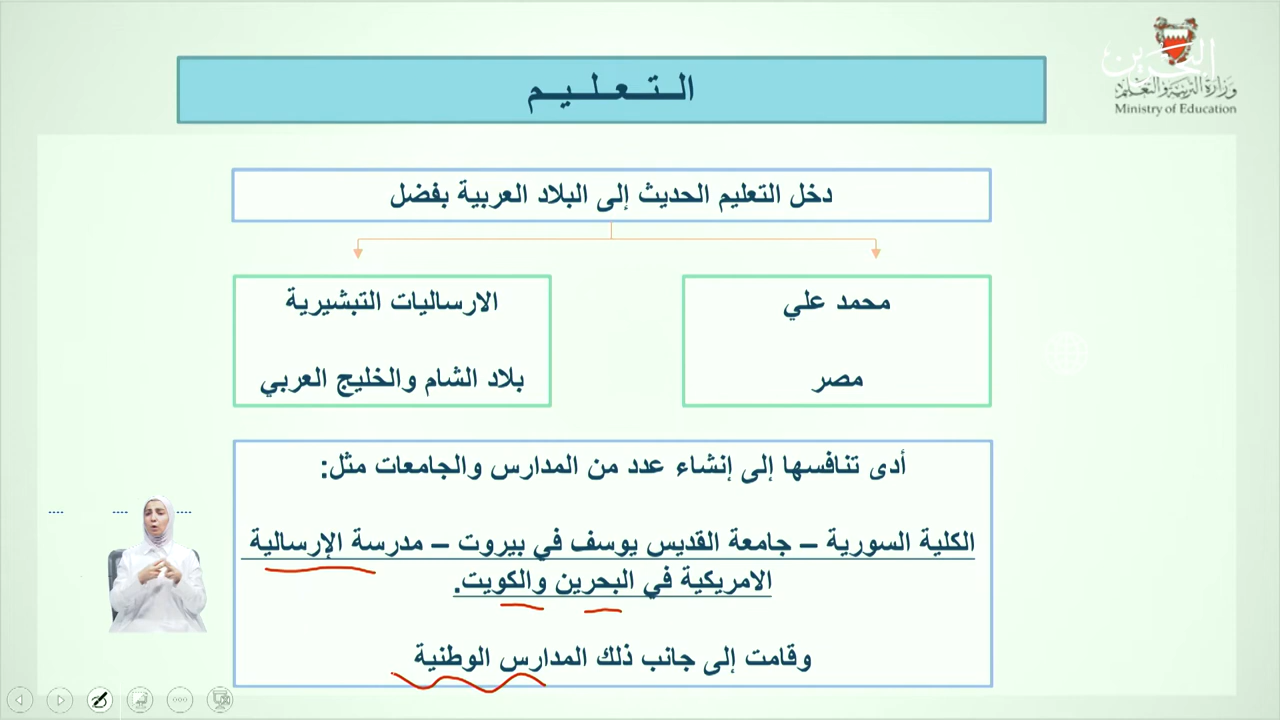 البحرين
وزارة التربية والتعليم
Ministry of Education
الـتـعـلـيـم
دخل التعليم الحديث إلى البلاد العربية بفضل
محمد علي
مصر
الارساليات التبشيرية
بلاد الشام والخليج العربي
أدى تنافسها إلى إنشاء عدد من المدارس والجامعات مثل:
الكلية السورية – جامعة القديس يوسف في بيروت – مدرسة الإرسالية
الامريكية في البحرين والكويت.
وقامت إلى جانب ذلك المدارس الوطنية